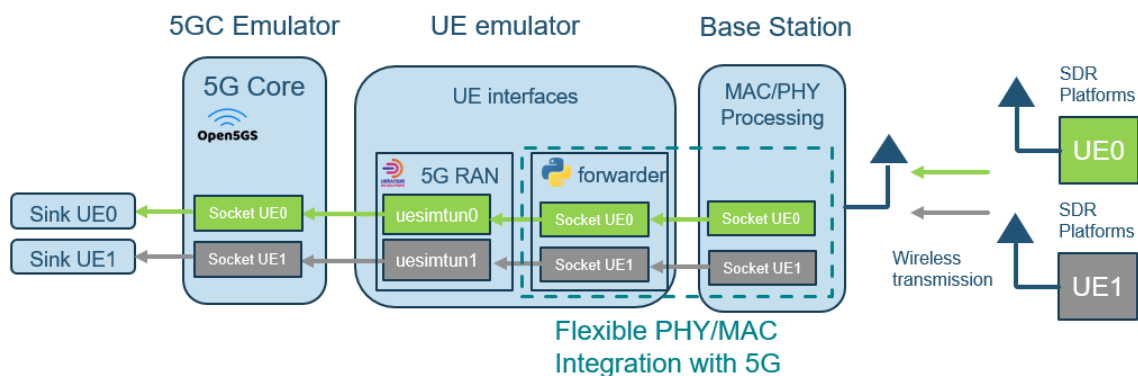 5GC Emulator
UE emulator
Base Station
5G Core
Open5GS
UE interfaces
MAC/PHY
Processing
SDR
Platforms
UE0
5G RAN
forwarder
Sink UE0
Socket UE0
uesimtun0
Socket UE0
Socket UE0
Sink UE1
Socket UE1
uesimtun1
Socket UE1
Socket UE1
Wireless
transmission
SDR
Platforms
UE1
Flexible PHY/MAC
Integration with 5G